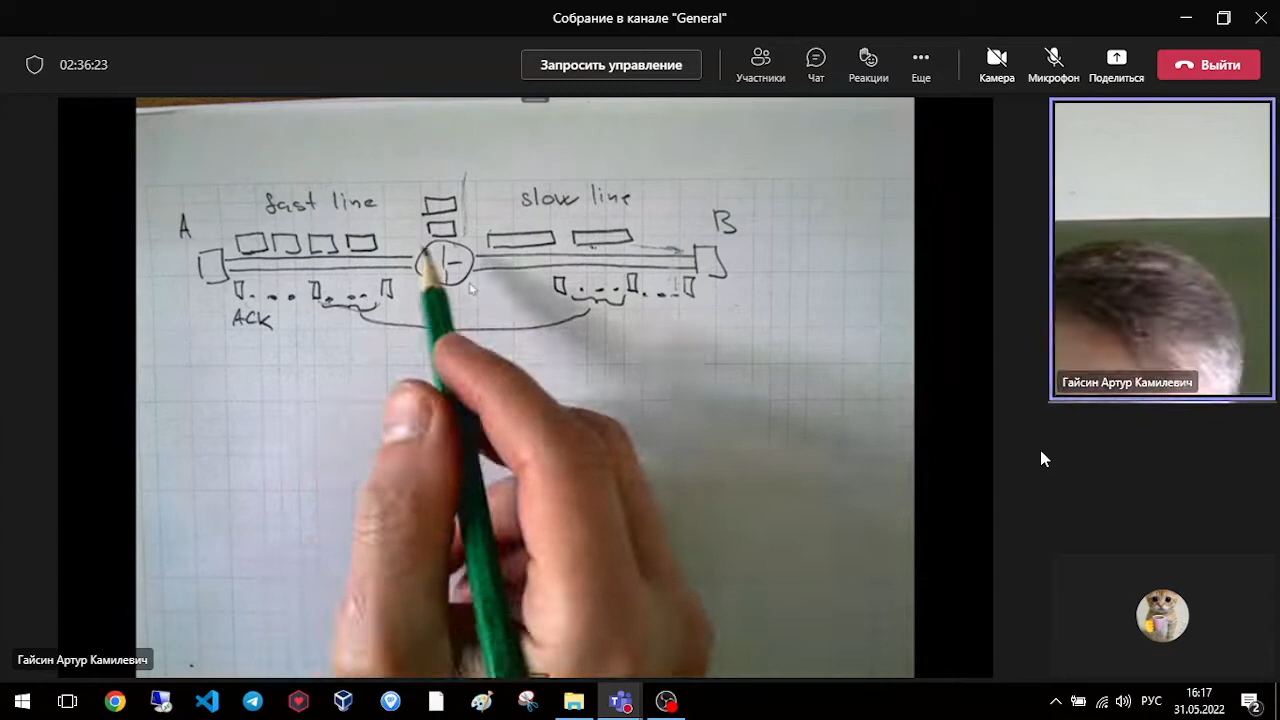 Собрание в канале "General"
02:36:23
Запросить управление
Участники
Чат
Реакции
Еще
Камера
Микрофон
Поделиться
Выйти
fast line
slow line
A
B
ACK
Гайсин Артур Камилевич
Гайсин Артур Камилевич
РУС
16:17
31.05.2022
2